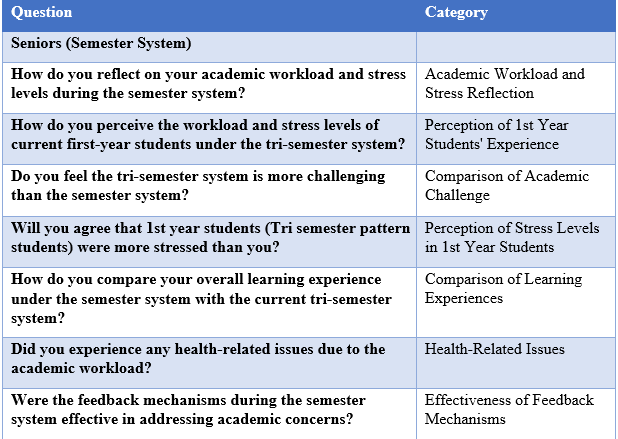 Question Category
Seniors (Semester System)
How do you reflect on your academic workload and stress
levels during the semester system?
Academic Workload and
Stress Reflection
How do you perceive the workload and stress levels of
current first-year students under the tri-semester system?
Perception of 1st Year
Students' Experience
Do you feel the tri-semester system is more challenging
than the semester system?
Comparison of Academic
Challenge
Will you agree that 1st year students (Tri semester pattern
students) were more stressed than you?
Perception of Stress Levels
in 1st Year Students
How do you compare your overall learning experience
under the semester system with the current tri-semester
system?
Comparison of Learning
Experiences
Did you experience any health-related issues due to the
academic workload?
Health-Related Issues
Were the feedback mechanisms during the semester
system effective in addressing academic concerns?
Effectiveness of Feedback
Mechanisms